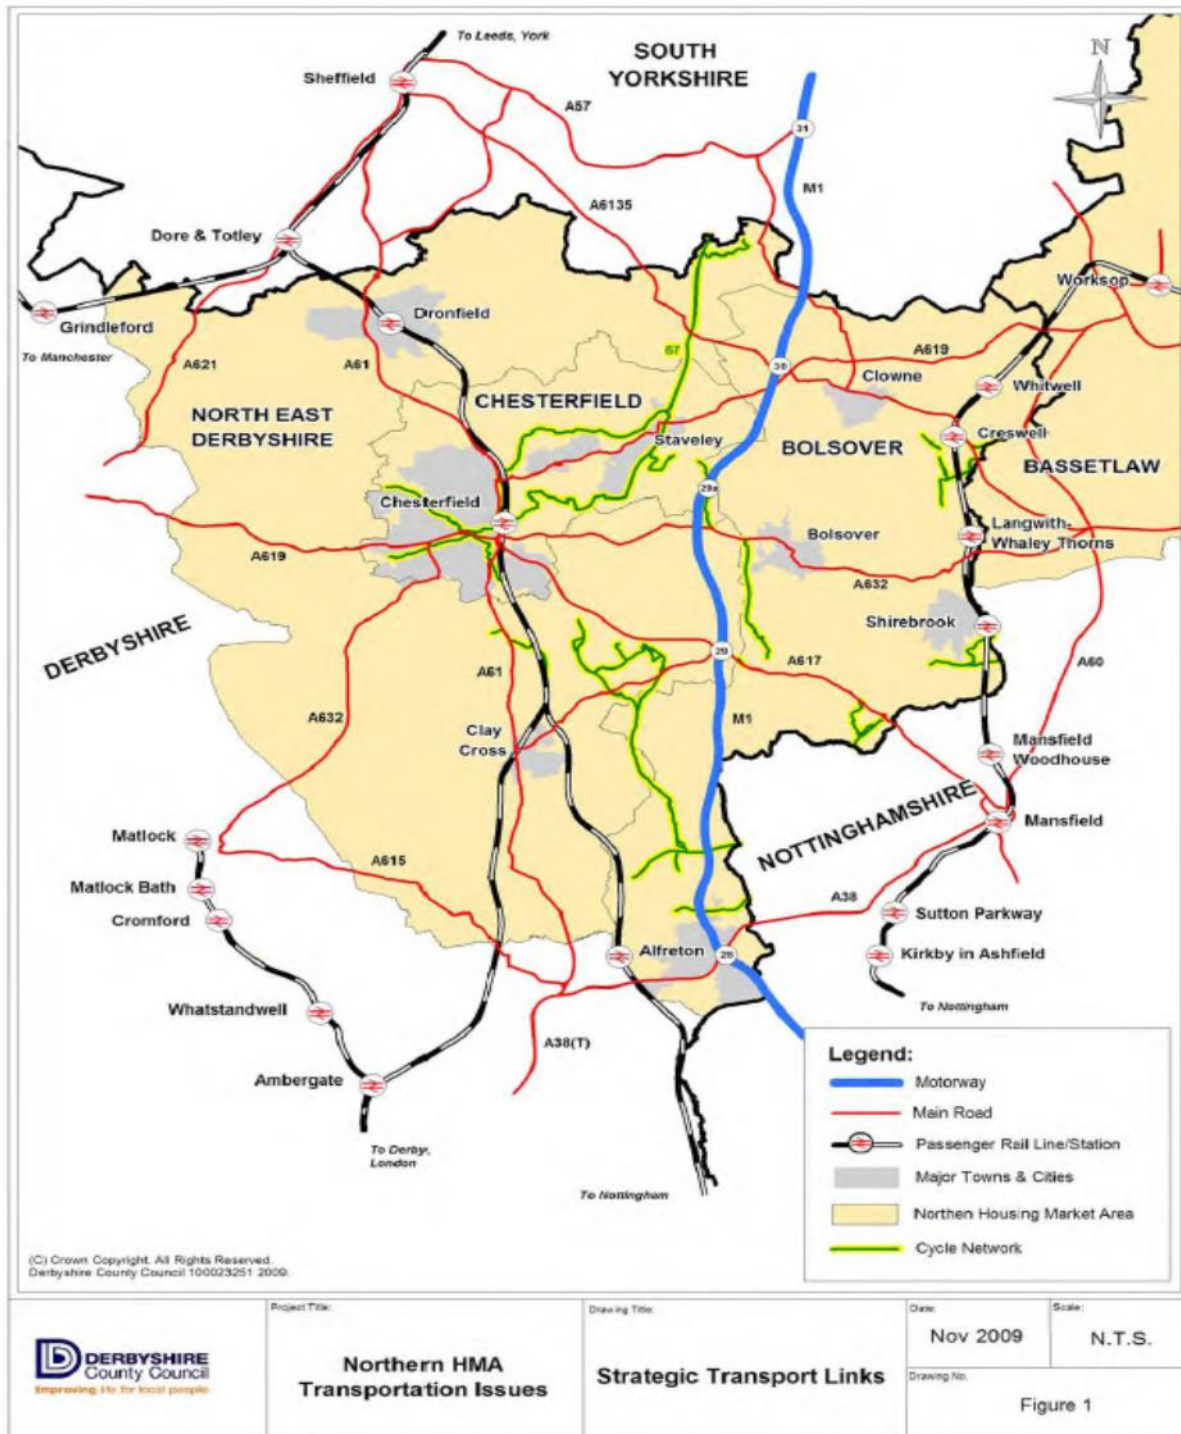 To Leeds, York
SOUTH
YORKSHIRE
N
Sheffield
A57
31
M1
A6135
Dore & Totley
Worksop
Grindleford
Dronfield
To Manchester
A621
A61
67
30
A619
Clowne
Whitwell
CHESTERFIELD
NORTH EAST
DERBYSHIRE
Staveley
BOLSOVER
Creswell
BASSETLAW
29a
Chesterfield
Langwith-
Whaley Thorns
Bolsover
A619
A632
DERBYSHIRE
Shirebrook
29
A61
A617
A60
A632
M1
Clay
Cross
Mansfield
Woodhouse
NOTTINGHAMSHIRE
Mansfield
Matlock
A615
Matlock Bath
A38
Cromford
Sutton Parkway
Alfreton
28
Kirkby in Ashfield
Whatstandwell
To Nottingham
A38(T)
Ambergate
To Derby,
London
To Nottingham
Legend:
Motorway
Main Road
Passenger Rail Line/Station
Major Towns & Cities
Northen Housing Market Area
Cycle Network
(C) Crown Copyright. All Rights Reserved.
Derbyshire County Council 100023251 2009.
DERBYSHIRE
County Council
Improving life for local people
Project Title:
Northern HMA
Transportation Issues
Drawing Title:
Strategic Transport Links
Date:
Nov 2009
Scale:
N.T.S.
Drawing No.
Figure 1